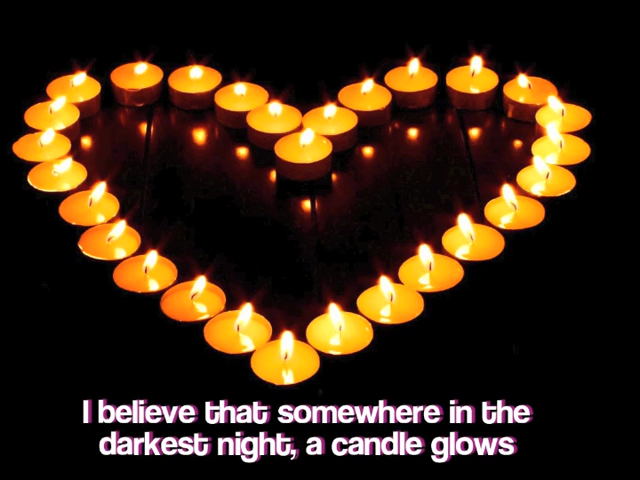 I believe that somewhere in the
darkest night, a candle glows